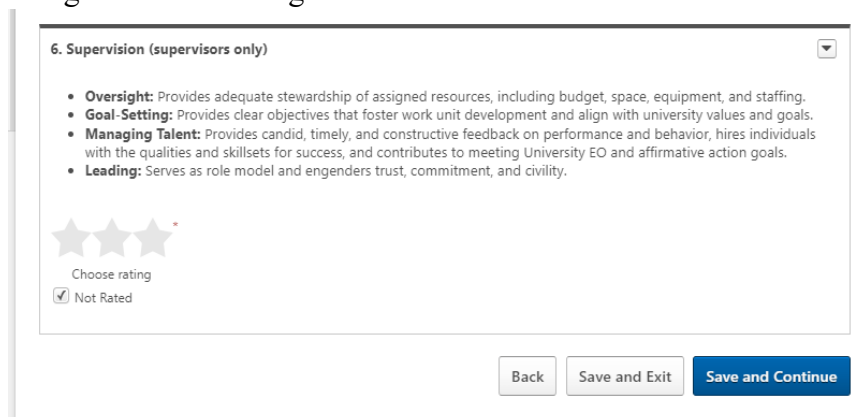 6. Supervision (supervisors only)
• Oversight: Provides adequate stewardship of assigned resources, including budget, space, equipment, and staffing.
• Goal-Setting: Provides clear objectives that foster work unit development and align with university values and goals.
• Managing Talent: Provides candid, timely, and constructive feedback on performance and behavior, hires individuals
with the qualities and skillsets for success, and contributes to meeting University EO and affirmative action goals.
• Leading: Serves as role model and engenders trust, commitment, and civility.
*
Choose rating
Not Rated
Back
Save and Exit
Save and Continue